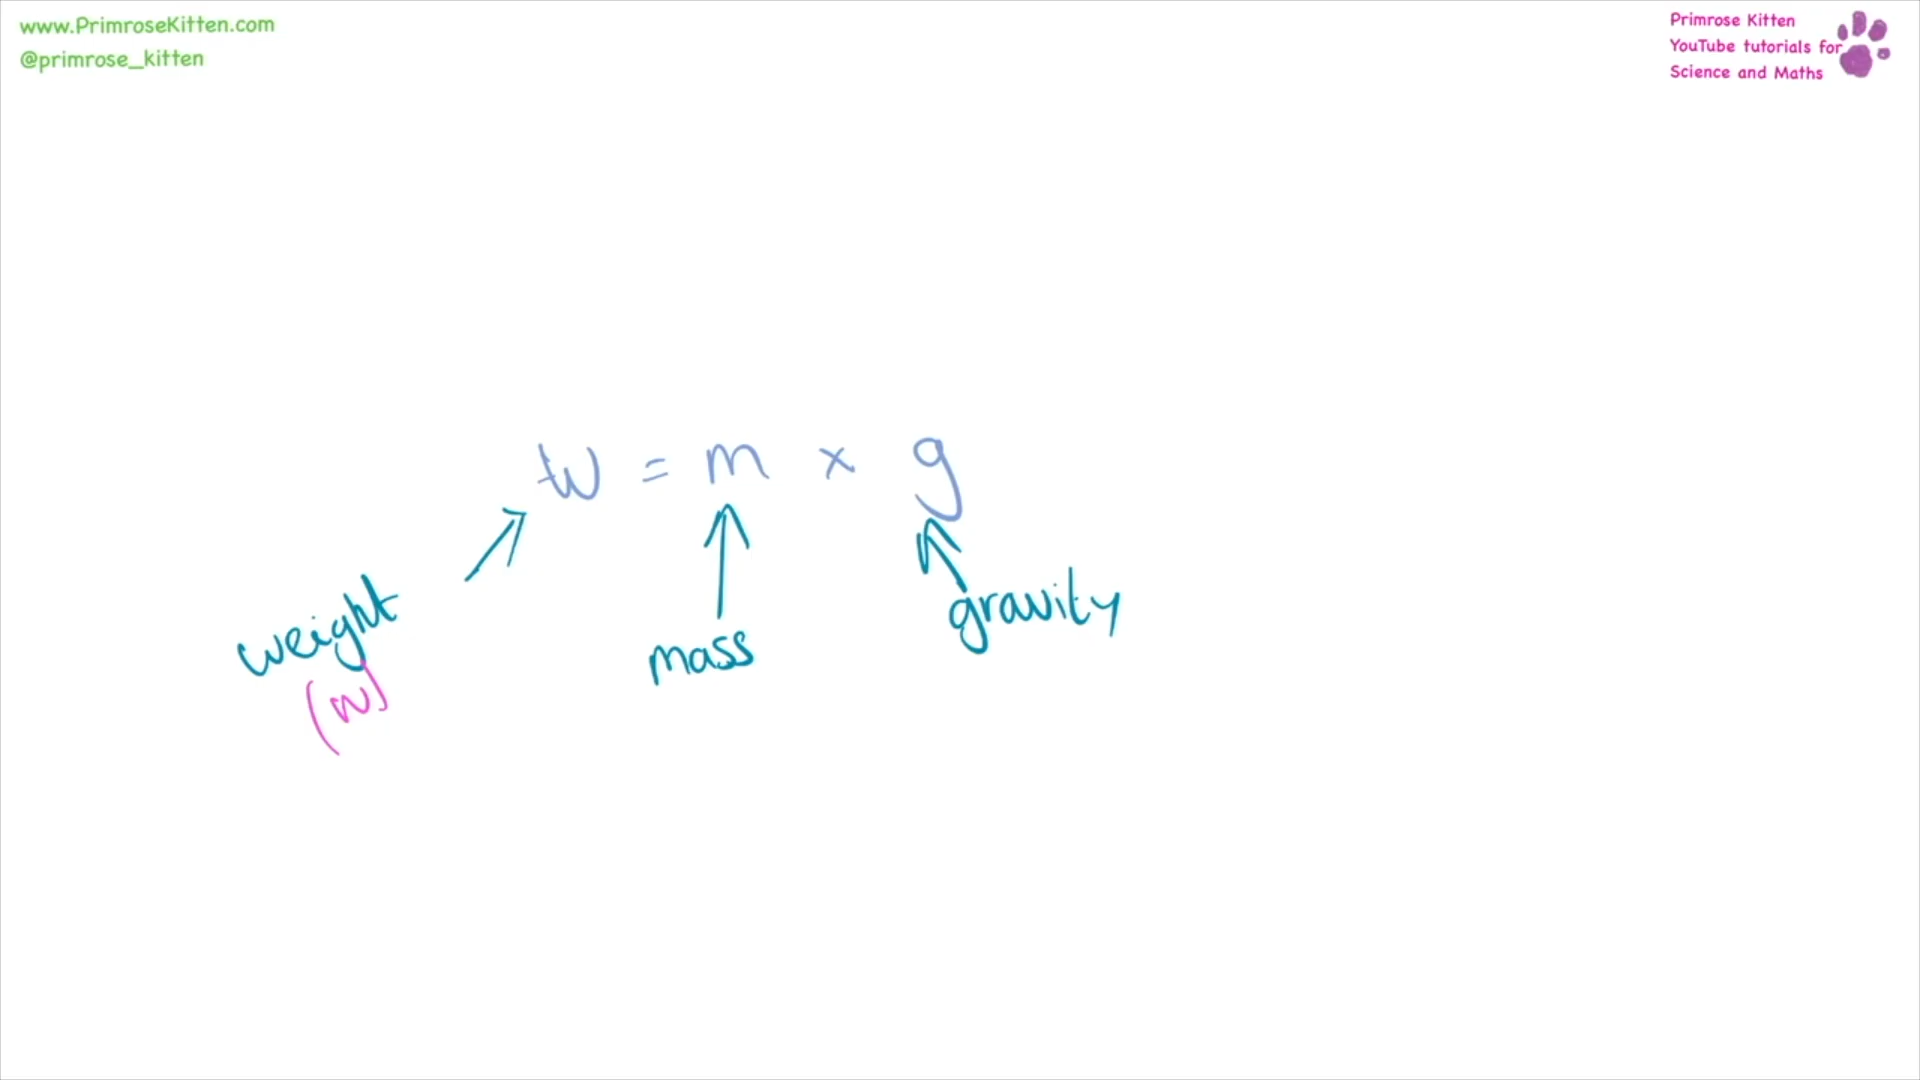 www.PrimroseKitten.com
@primrose_kitten
Primrose Kitten
YouTube tutorials for
Science and Maths
W = m x g
weight
(N)
mass
gravity